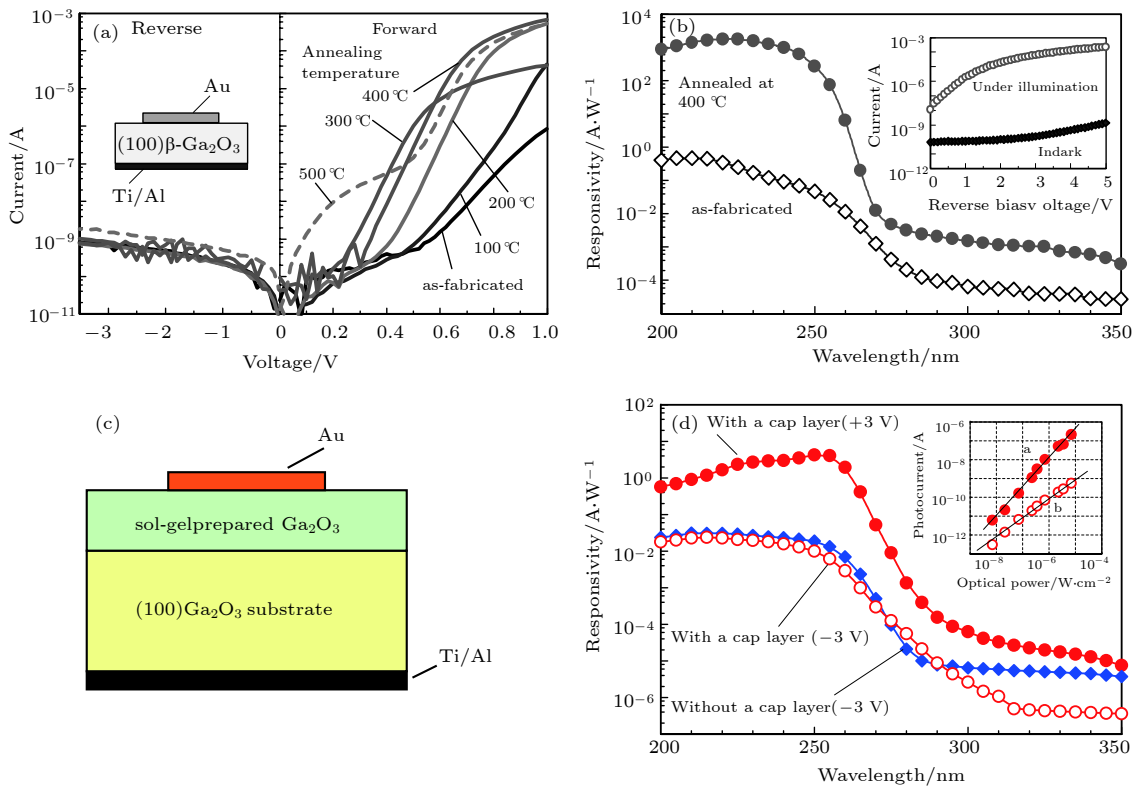 (a)
Reverse
Forward
Annealing
temperature
400 ℃
300 ℃
500 ℃
200 ℃
100 ℃
as-fabricated
Au
(100)β-Ga₂O₃
Ti/Al
Current/A
10⁻³
10⁻⁵
10⁻⁷
10⁻⁹
10⁻¹¹
−3 −2 −1 0 0.2 0.4 0.6 0.8 1.0
Voltage/V
(b)
Responsivity/A·W⁻¹
10⁴
10²
10⁰
10⁻²
10⁻⁴
Annealed at
400 ℃
as-fabricated
200 250 300 350
Wavelength/nm
Current/A
10⁻³
10⁻⁶
10⁻⁹
10⁻¹²
Under illumination
Indark
0 1 2 3 4 5
Reverse biasv oltage/V
(c)
Au
sol-gelprepared Ga₂O₃
(100)Ga₂O₃ substrate
Ti/Al
(d)
Responsivity/A·W⁻¹
10²
10⁰
10⁻²
10⁻⁴
10⁻⁶
With a cap layer(+3 V)
With a cap layer (−3 V)
Without a cap layer(−3 V)
200 250 300 350
Wavelength/nm
Photocurrent/A
10⁻⁶
10⁻⁸
10⁻¹⁰
10⁻¹²
a
b
10⁻⁸ 10⁻⁶ 10⁻⁴
Optical power/W·cm⁻²